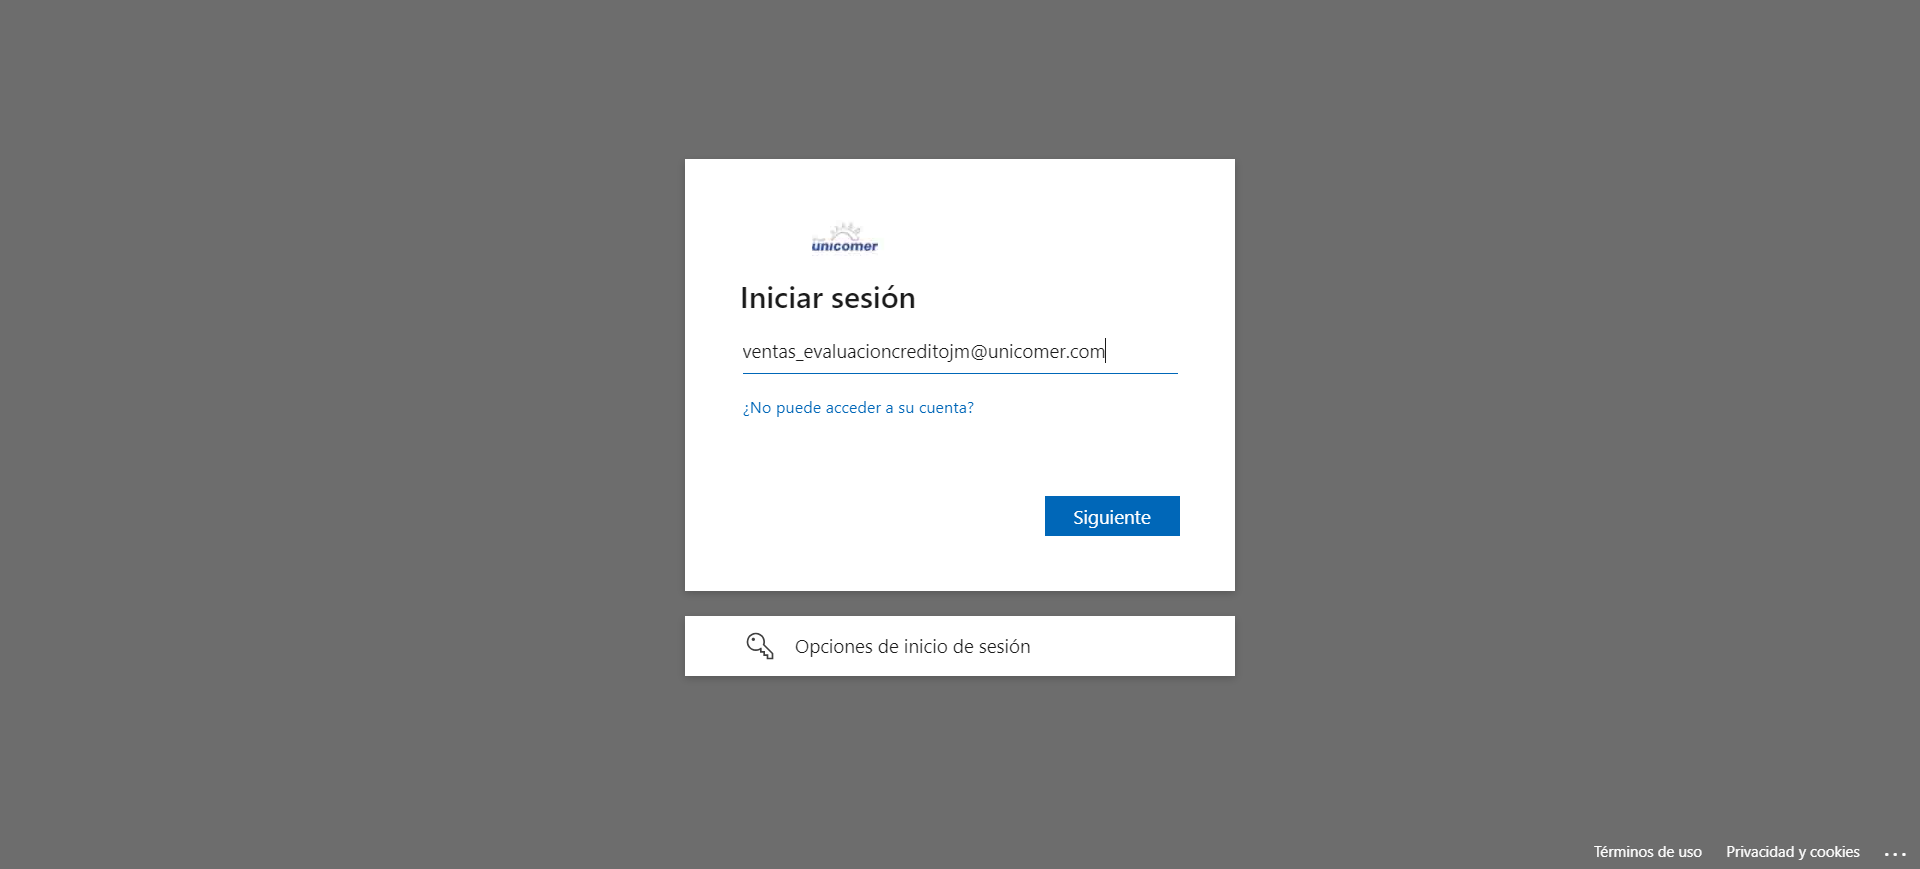 unicomer
Iniciar sesión
ventas_evaluacioncreditojm@unicomer.com
¿No puede acceder a su cuenta?
Siguiente
Opciones de inicio de sesión
Términos de uso Privacidad y cookies ...